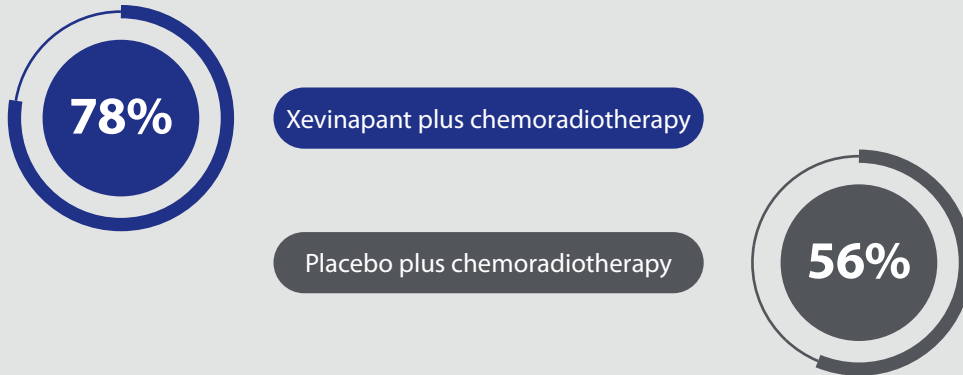 78%
Xevinapant plus chemoradiotherapy
Placebo plus chemoradiotherapy
56%